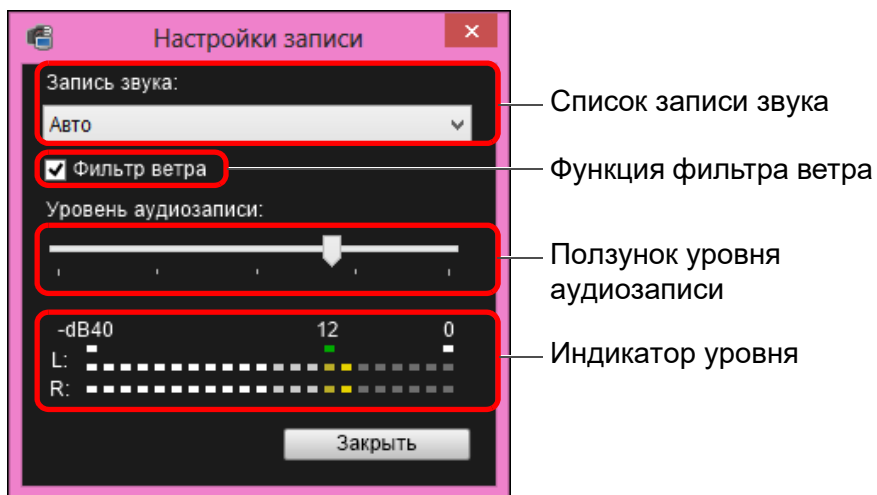 Настройки записи
Запись звука:
Авто
Список записи звука
Фильтр ветра
Функция фильтра ветра
Уровень аудиозаписи:
Ползунок уровня
аудиозаписи
-dB40 12 0
L:
R:
Индикатор уровня
Закрыть